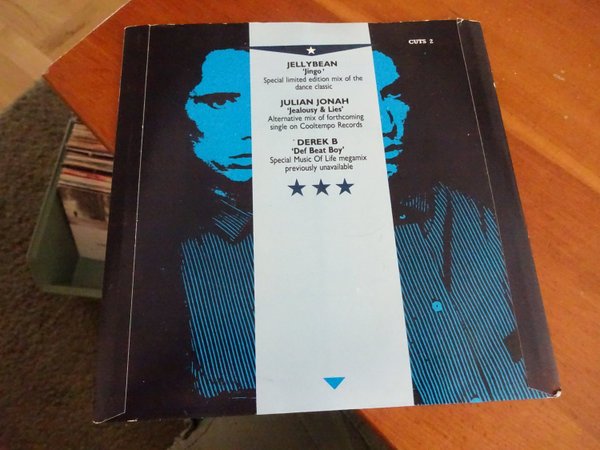 CUTS 2
JELLYBEAN
'Jingo'
Special limited edition mix of the
dance classic
JULIAN JONAH
'Jealousy & Lies'
Alternative mix of forthcoming
single on Cooltempo Records
DEREK B
'Def Beat Boy'
Special Music Of Life megamix
previously unavailable